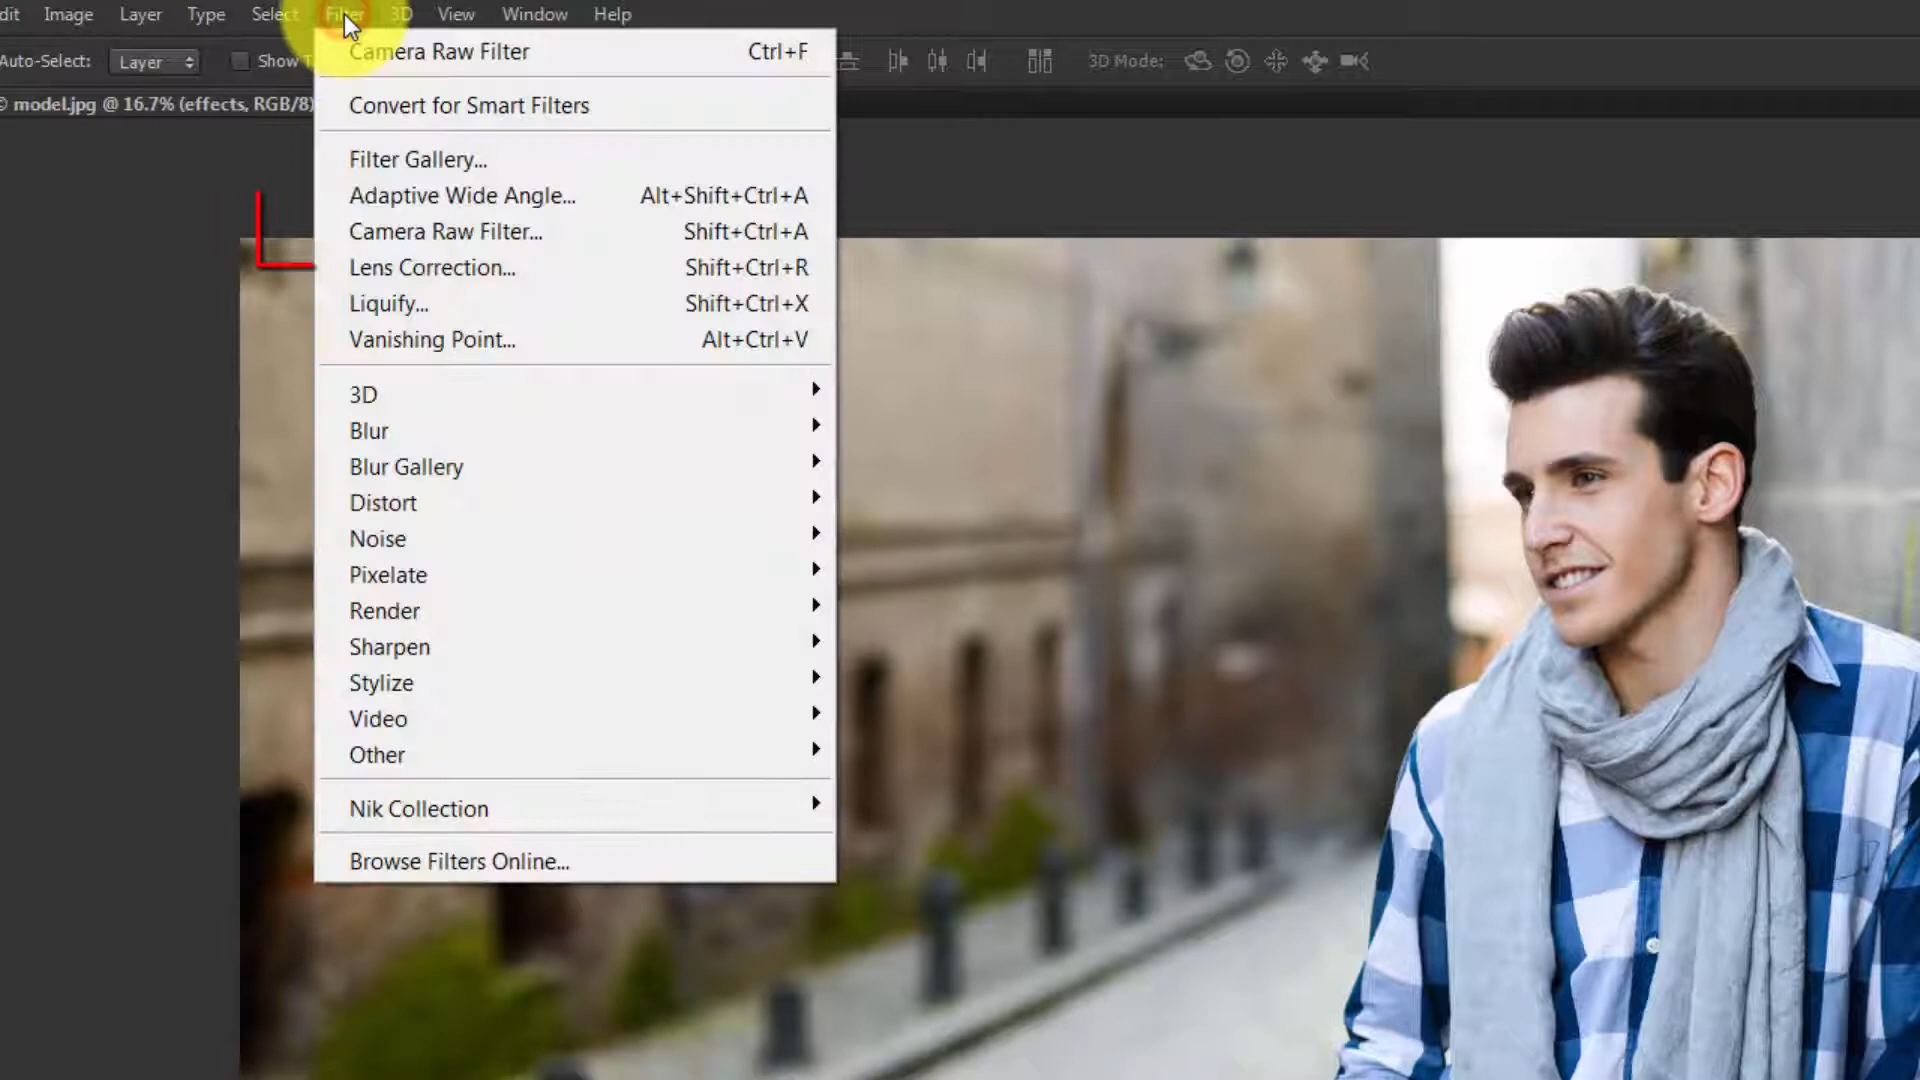 dit Image Layer Type Select Filter 3D View Window Help
Auto-Select: Layer Show 3D Mode:
© model.jpg @ 16.7% (effects, RGB/8)
Camera Raw Filter Ctrl+F
Convert for Smart Filters
Filter Gallery...
Adaptive Wide Angle... Alt+Shift+Ctrl+A
Camera Raw Filter... Shift+Ctrl+A
Lens Correction... Shift+Ctrl+R
Liquify... Shift+Ctrl+X
Vanishing Point... Alt+Ctrl+V
3D
Blur
Blur Gallery
Distort
Noise
Pixelate
Render
Sharpen
Stylize
Video
Other
Nik Collection
Browse Filters Online...